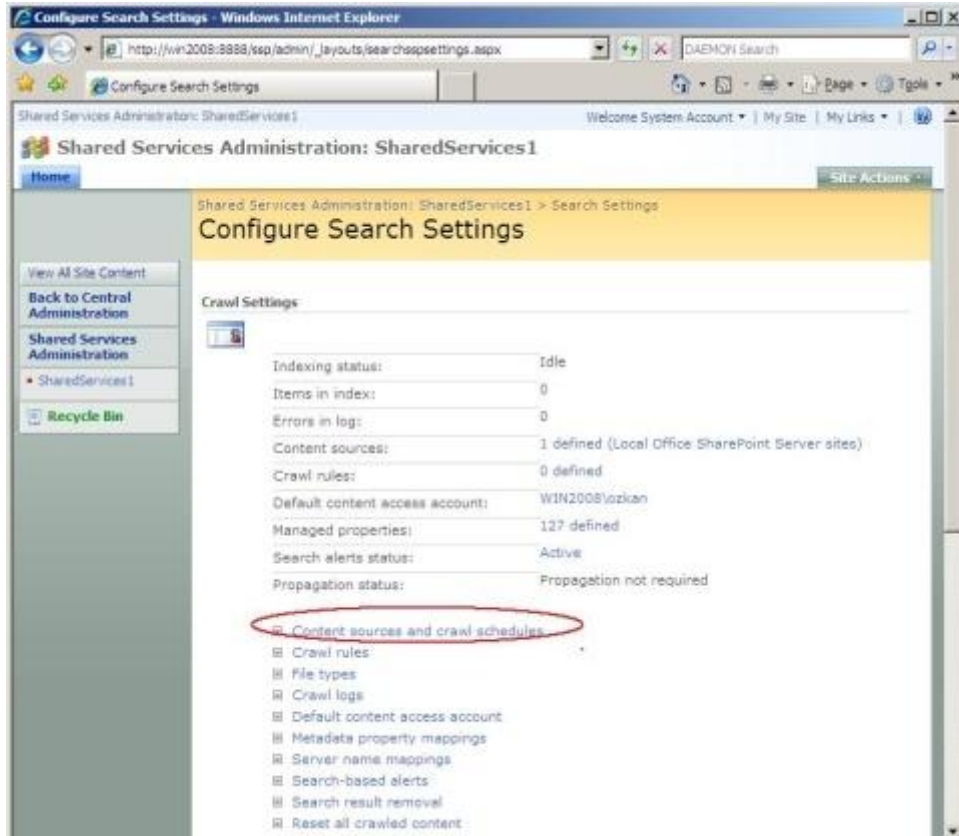 Configure Search Settings - Windows Internet Explorer
http://win2008:8888/ssp/admin/_layouts/searchsspsettings.aspx
DAEMON Search
Configure Search Settings
Page
Tools
Shared Services Administration: SharedServices1
Welcome System Account | My Site | My Links |
Shared Services Administration: SharedServices1
Home
Site Actions
Shared Services Administration: SharedServices1 > Search Settings
Configure Search Settings
View All Site Content
Back to Central
Administration
Shared Services
Administration
SharedServices1
Recycle Bin
Crawl Settings
Indexing status: Idle
Items in index: 0
Errors in log: 0
Content sources: 1 defined (Local Office SharePoint Server sites)
Crawl rules: 0 defined
Default content access account: WIN2008\ozkan
Managed properties: 127 defined
Search alerts status: Active
Propagation status: Propagation not required
Content sources and crawl schedules
Crawl rules
File types
Crawl logs
Default content access account
Metadata property mappings
Server name mappings
Search-based alerts
Search result removal
Reset all crawled content